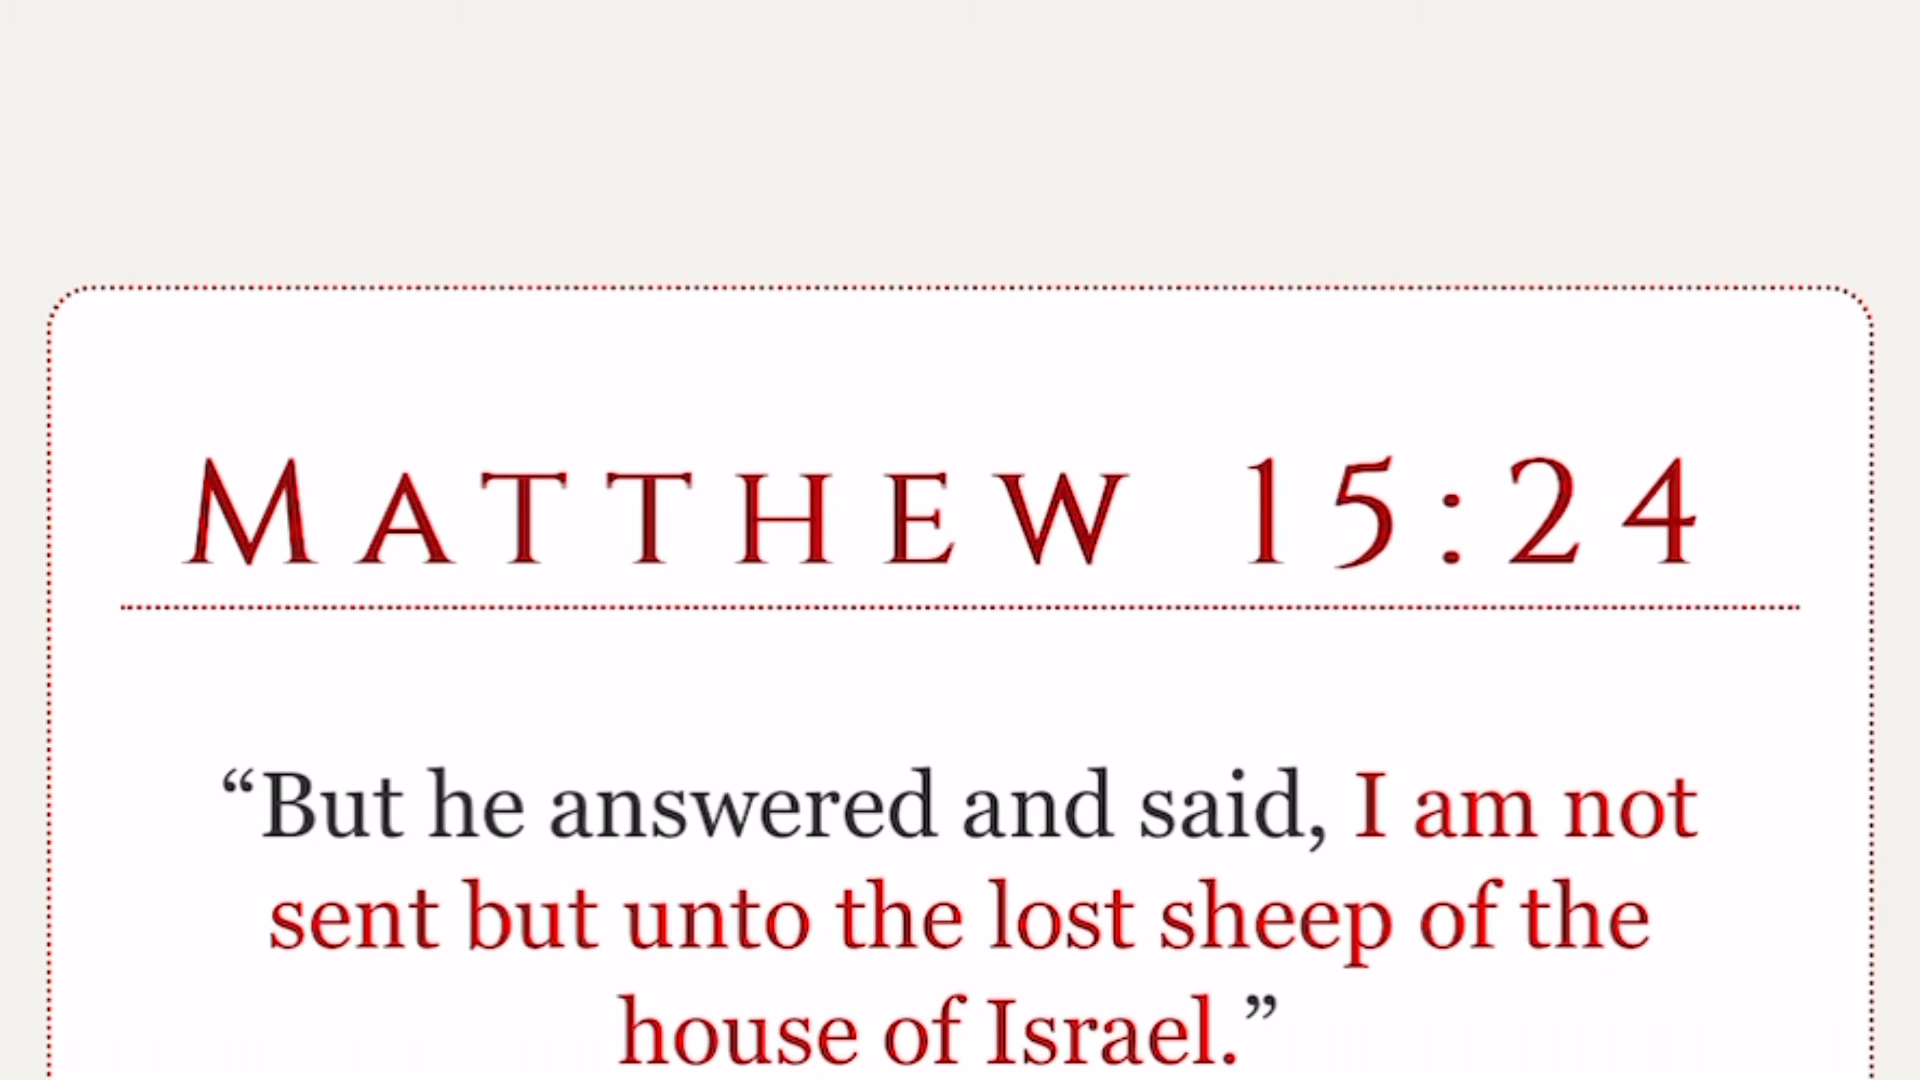 Matthew 15:24
“But he answered and said, I am not
sent but unto the lost sheep of the
house of Israel.”